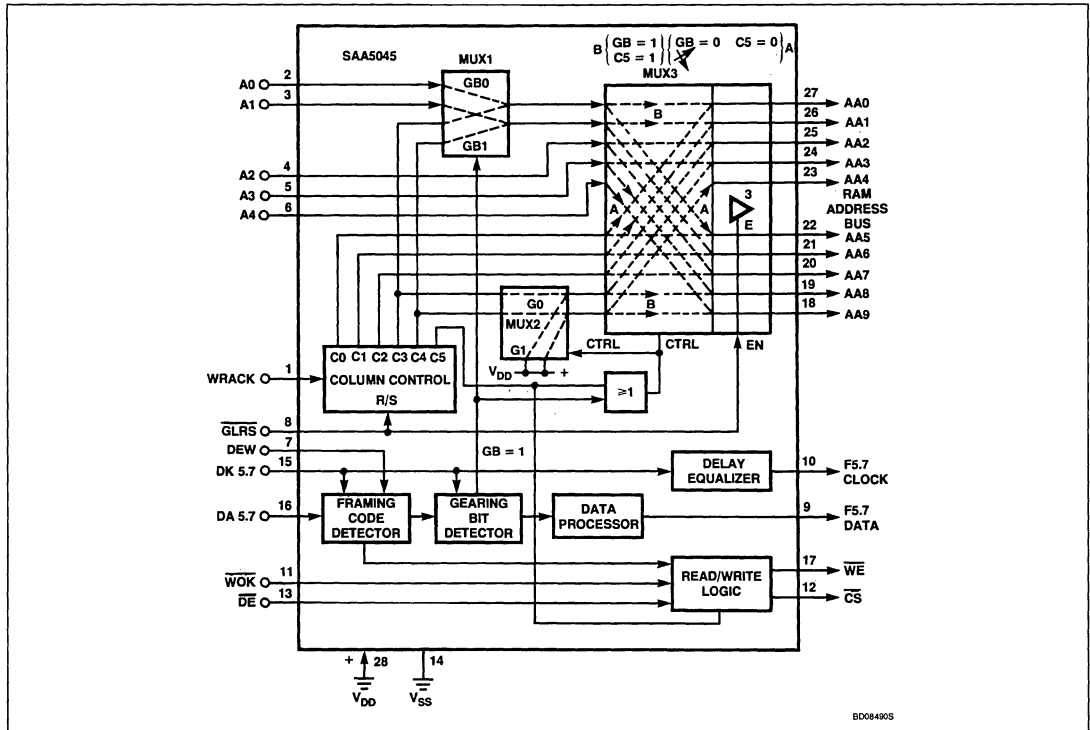 SAA5045
MUX1
B { GB = 1 } { GB = 0 C5 = 0 } A
C5 = 1
MUX3
A0 2
A1 3
GB0
GB1
A2 4
A3 5
A4 6
B
A
A
B
3
E
27 AA0
26 AA1
25 AA2
24 AA3
23 AA4
RAM
ADDRESS
BUS
22 AA5
21 AA6
20 AA7
19 AA8
18 AA9
G0
MUX2
G1
VDD +
CTRL
CTRL
EN
C0 C1 C2 C3 C4 C5
COLUMN CONTROL
R/S
≥1
WRACK 1
GLRS 8
DEW 7
DK 5.7 15
DA 5.7 16
GB = 1
FRAMING
CODE
DETECTOR
GEARING
BIT
DETECTOR
DATA
PROCESSOR
DELAY
EQUALIZER
10 F5.7
CLOCK
9 F5.7
DATA
WOK 11
DE 13
READ/WRITE
LOGIC
17 WE
12 CS
+ 28
VDD
14
VSS
BD08490S